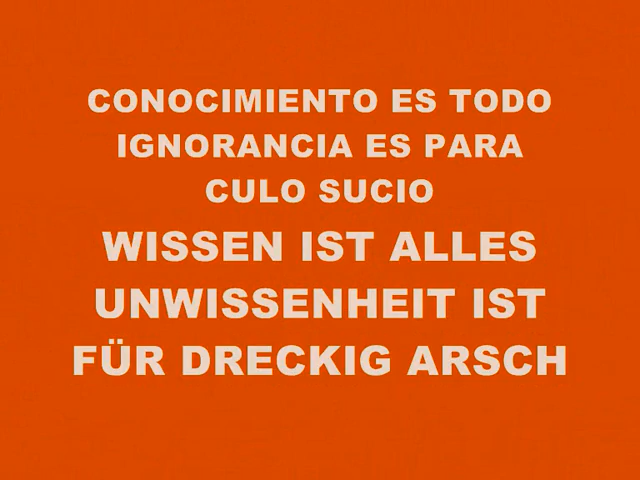 CONOCIMIENTO ES TODO
IGNORANCIA ES PARA
CULO SUCIO
WISSEN IST ALLES
UNWISSENHEIT IST
FÜR DRECKIG ARSCH